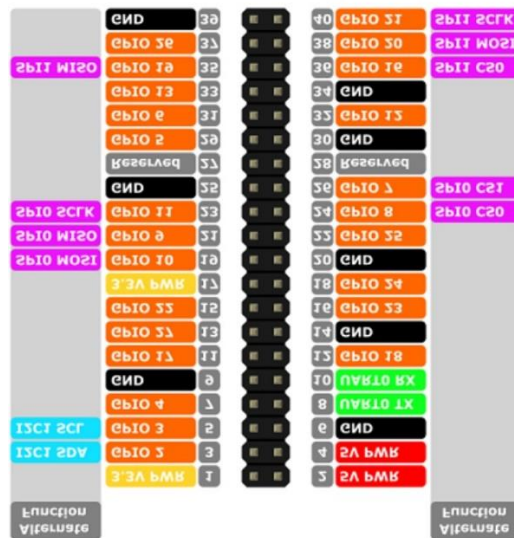 Alternate Function Alternate Function
3.3V PWR 1 2 5V PWR
I2C1 SDA GPIO 2 3 4 5V PWR
I2C1 SCL GPIO 3 5 6 GND
GPIO 4 7 8 UART0 TX
GND 9 10 UART0 RX
GPIO 17 11 12 GPIO 18
GPIO 27 13 14 GND
GPIO 22 15 16 GPIO 23
3.3V PWR 17 18 GPIO 24
SPI0 MOSI GPIO 10 19 20 GND
SPI0 MISO GPIO 9 21 22 GPIO 25
SPI0 SCLK GPIO 11 23 24 GPIO 8 SPI0 CS0
GND 25 26 GPIO 7 SPI0 CS1
Reserved 27 28 Reserved
GPIO 5 29 30 GND
GPIO 6 31 32 GPIO 12
GPIO 13 33 34 GND
SPI1 MISO GPIO 19 35 36 GPIO 16 SPI1 CS0
GPIO 26 37 38 GPIO 20 SPI1 MOSI
GND 39 40 GPIO 21 SPI1 SCLK